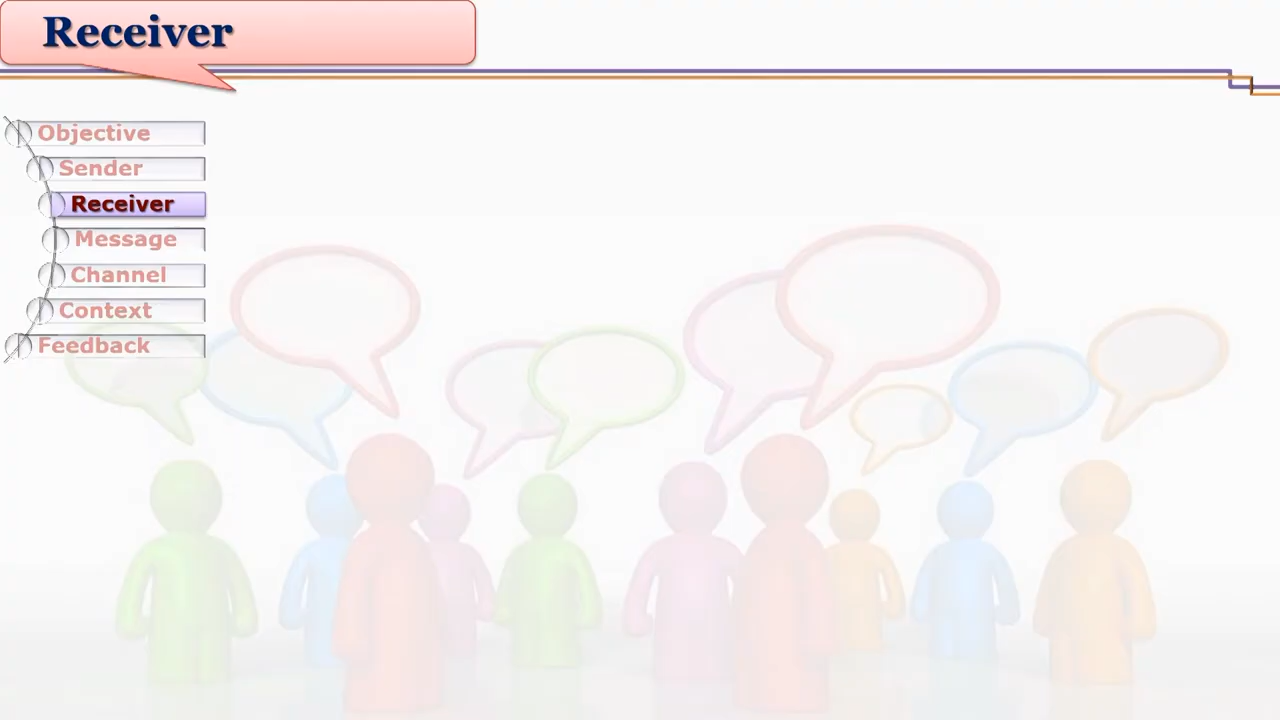 Receiver
Objective
Sender
Receiver
Message
Channel
Context
Feedback